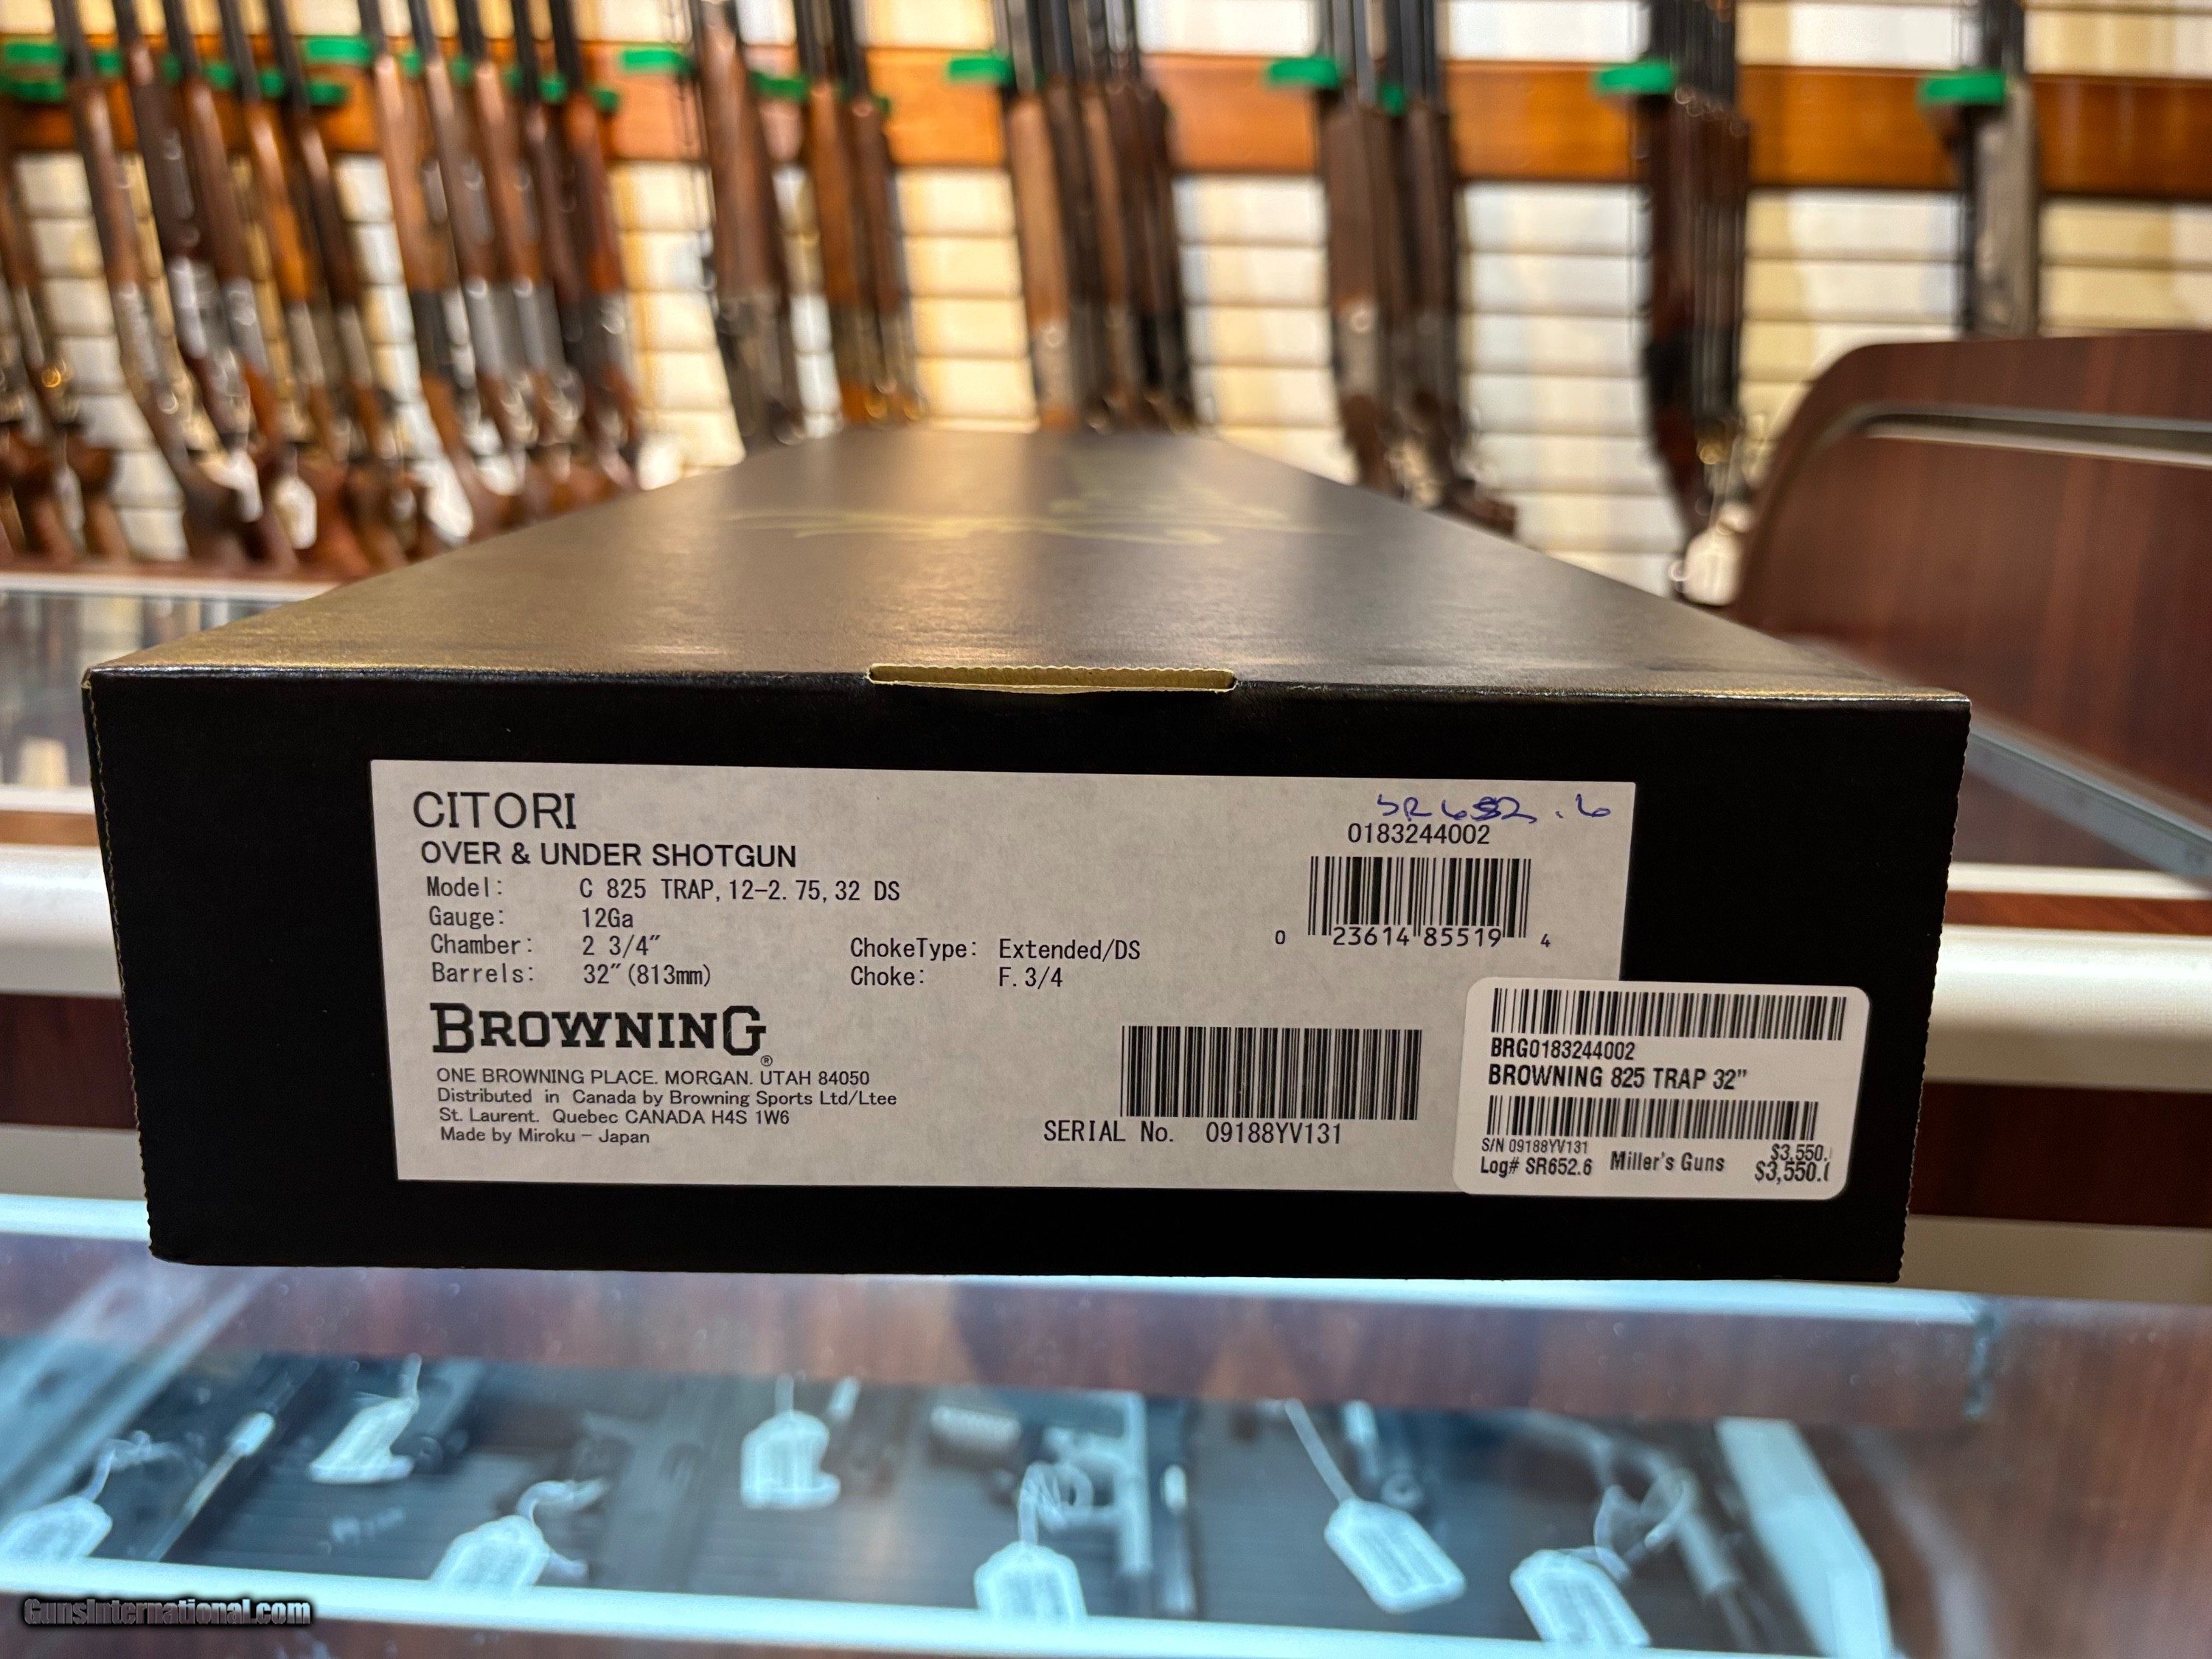 CITORI
OVER & UNDER SHOTGUN
Model: C 825 TRAP, 12-2.75, 32 DS
Gauge: 12Ga
Chamber: 2 3/4" ChokeType: Extended/DS
Barrels: 32" (813mm) Choke: F.3/4
BROWNING®
ONE BROWNING PLACE. MORGAN. UTAH 84050
Distributed in Canada by Browning Sports Ltd/Ltee
St. Laurent. Quebec CANADA H4S 1W6
Made by Miroku - Japan
SR 652.6
0183244002
0 23614 85519 4
SERIAL No. 09188YV131
BRG0183244002
BROWNING 825 TRAP 32"
S/N 09188YV131 $3,550.
Log# SR652.6 Miller's Guns $3,550.(
GunsInternational.com